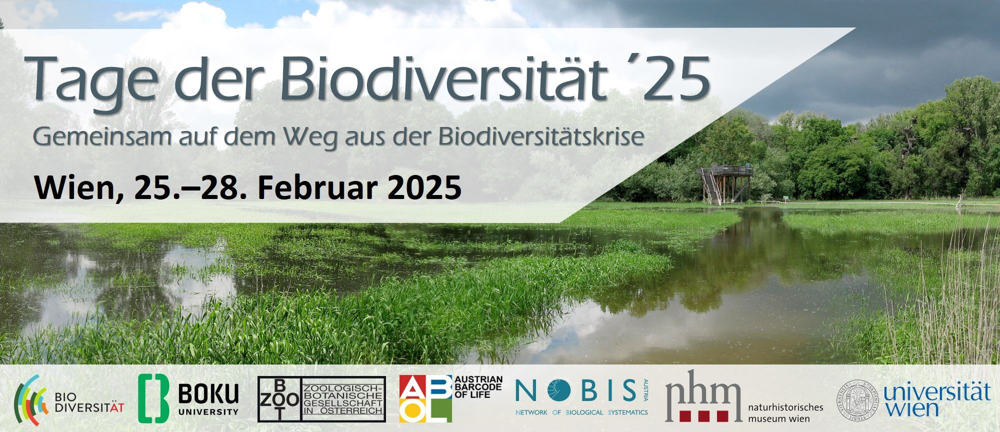 Tage der Biodiversität ´25
Gemeinsam auf dem Weg aus der Biodiversitätskrise
Wien, 25.–28. Februar 2025
BIO
DIVERSITÄT
BOKU
UNIVERSITY
ZOO
BOT
ZOOLOGISCH-
BOTANISCHE
GESELLSCHAFT
IN ÖSTERREICH
ABOL
AUSTRIAN
BARCODE
OF LIFE
NOBIS
AUSTRIA
NETWORK OF BIOLOGICAL SYSTEMATICS
nhm
naturhistorisches
museum wien
universität
wien